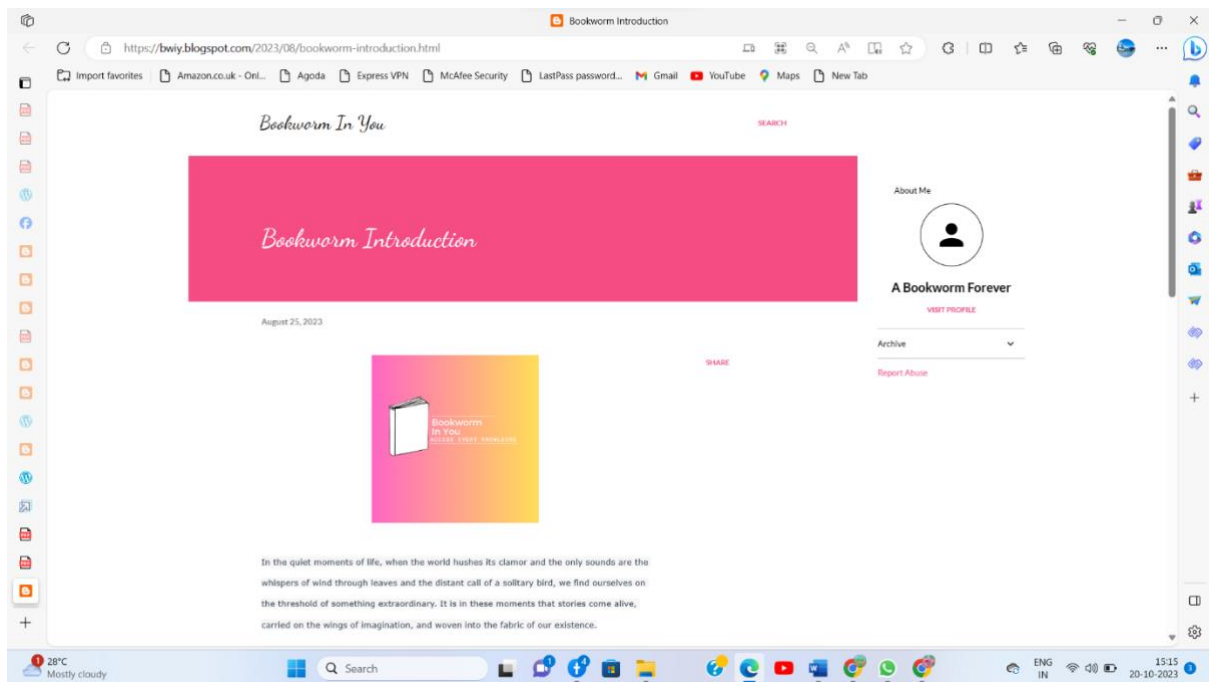 Bookworm Introduction
https://bwiy.blogspot.com/2023/08/bookworm-introduction.html
Import favorites Amazon.co.uk - Onl... Agoda Express VPN McAfee Security LastPass password... Gmail YouTube Maps New Tab
Bookworm In You
SEARCH
Bookworm Introduction
August 25, 2023
SHARE
Bookworm
In You
In the quiet moments of life, when the world hushes its clamor and the only sounds are the
whispers of wind through leaves and the distant call of a solitary bird, we find ourselves on
the threshold of something extraordinary. It is in these moments that stories come alive,
carried on the wings of imagination, and woven into the fabric of our existence.
About Me
A Bookworm Forever
VISIT PROFILE
Archive
Report Abuse
28°C
Mostly cloudy
Search
ENG
IN
15:15
20-10-2023